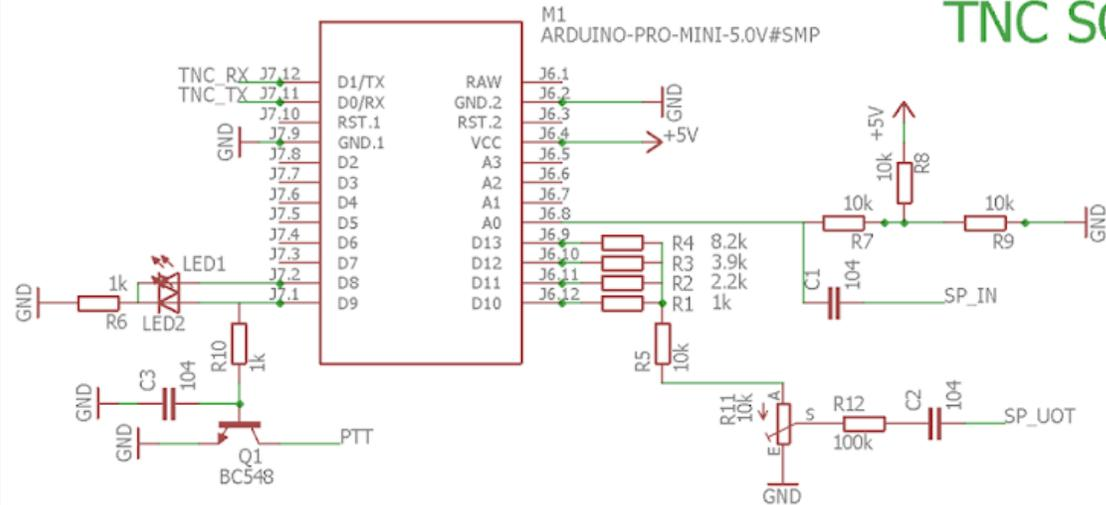 TNC SC
M1
ARDUINO-PRO-MINI-5.0V#SMP
TNC_RX J7.12 D1/TX RAW J6.1
TNC_TX J7.11 D0/RX GND.2 J6.2 GND
J7.10 RST.1 RST.2 J6.3
GND J7.9 GND.1 VCC J6.4 +5V
J7.8 D2 A3 J6.5
J7.7 D3 A2 J6.6
J7.6 D4 A1 J6.7
J7.5 D5 A0 J6.8
J7.4 D6 D13 J6.9 R4 8.2k
J7.3 D7 D12 J6.10 R3 3.9k
J7.2 D8 D11 J6.11 R2 2.2k
J7.1 D9 D10 J6.12 R1 1k
+5V
10k R8
10k R7
10k R9
GND
C1 104
SP_IN
LED1
LED2
GND
1k
R6
R10 1k
C3 104
GND
GND
Q1
BC548
PTT
R5 10k
R11 10k
A
S
E
GND
R12
100k
C2 104
SP_UOT